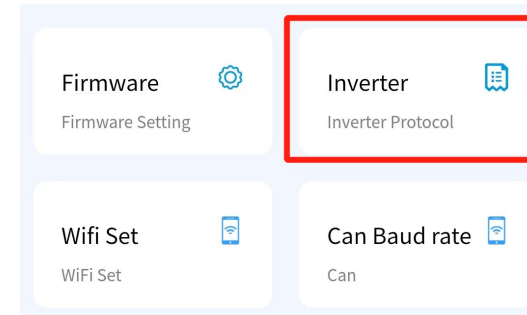 Firmware
Firmware Setting
Inverter
Inverter Protocol
Wifi Set
WiFi Set
Can Baud rate
Can